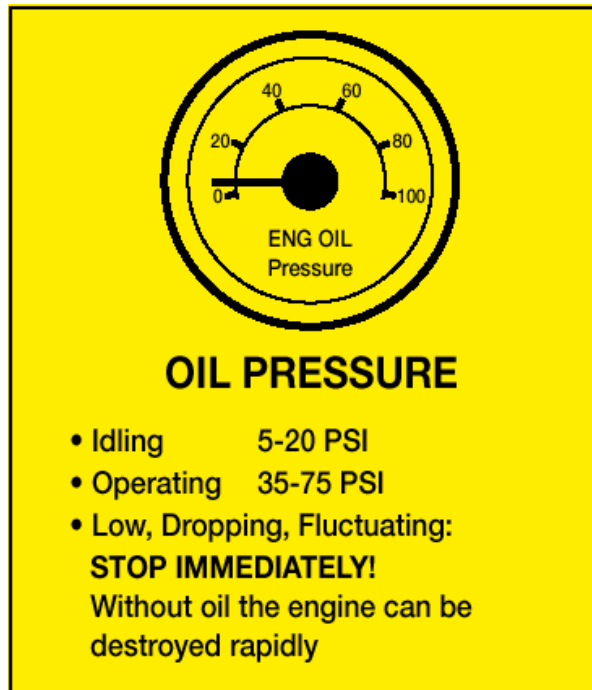 40 60
20 80
0 100
ENG OIL
Pressure
OIL PRESSURE
• Idling 5-20 PSI
• Operating 35-75 PSI
• Low, Dropping, Fluctuating:
STOP IMMEDIATELY!
Without oil the engine can be
destroyed rapidly